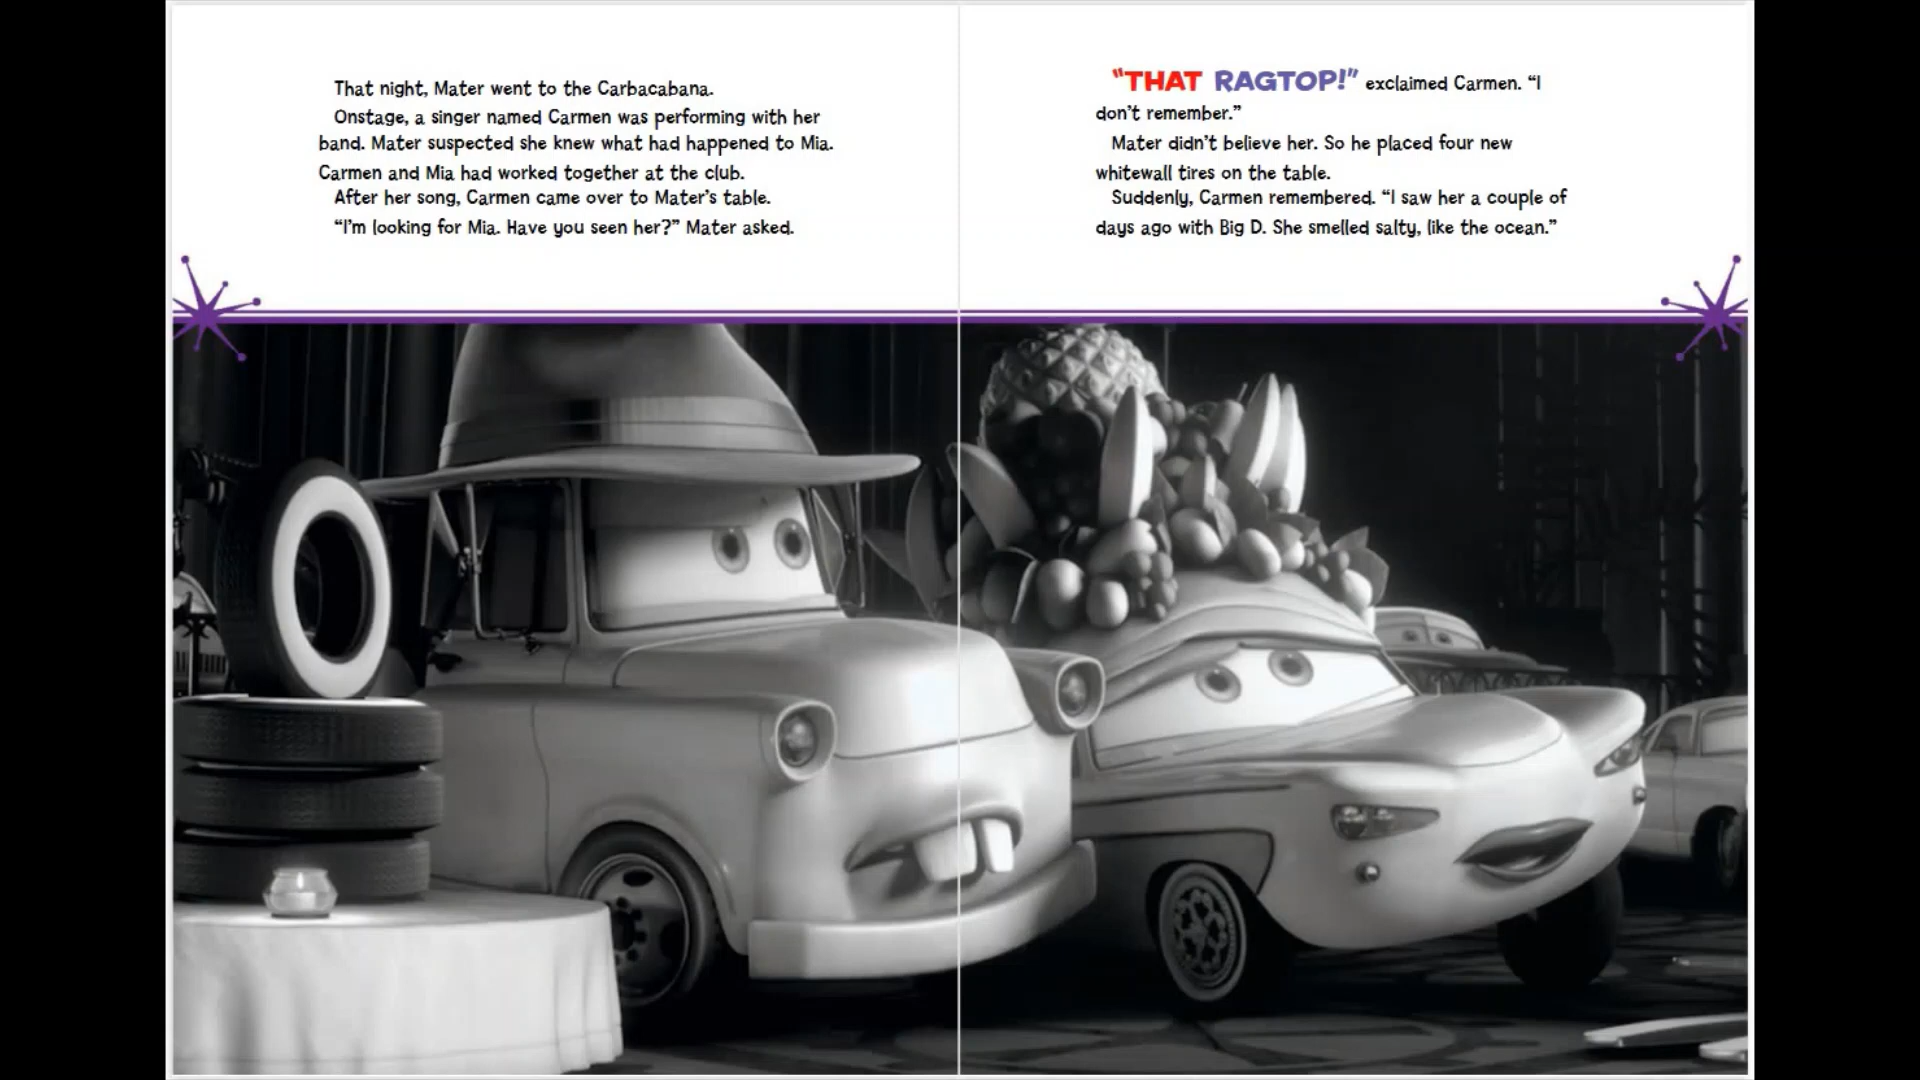 That night, Mater went to the Carbacabana.
Onstage, a singer named Carmen was performing with her
band. Mater suspected she knew what had happened to Mia.
Carmen and Mia had worked together at the club.
After her song, Carmen came over to Mater’s table.
“I’m looking for Mia. Have you seen her?” Mater asked.
“THAT RAGTOP!” exclaimed Carmen. “I
don’t remember.”
Mater didn’t believe her. So he placed four new
whitewall tires on the table.
Suddenly, Carmen remembered. “I saw her a couple of
days ago with Big D. She smelled salty, like the ocean.”